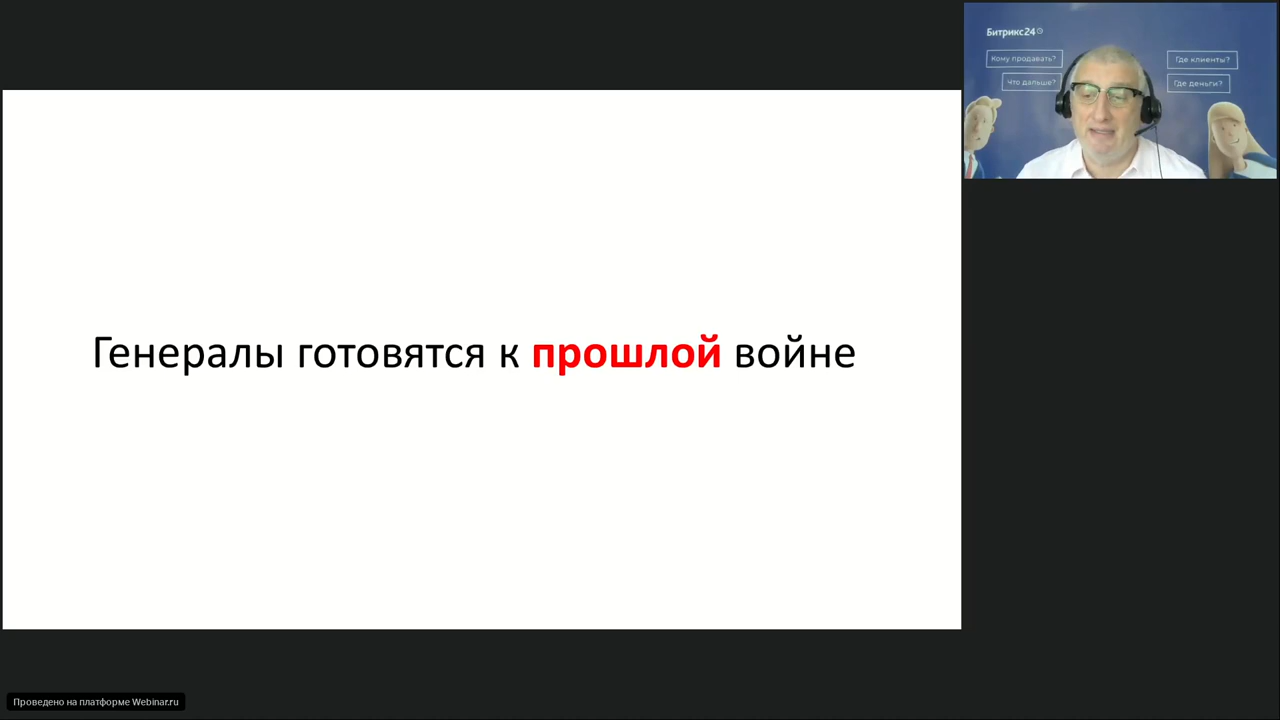 Битрикс24
Кому продавать?
Где клиенты?
Что дальше?
Где деньги?
Генералы готовятся к прошлой войне
Проведено на платформе Webinar.ru